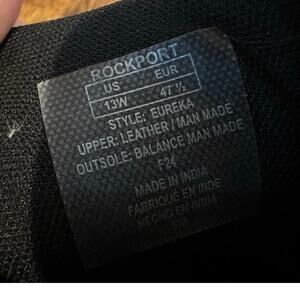 ROCKPORT
US EUR
13W 47 ½
STYLE: EUREKA
UPPER: LEATHER / MAN MADE
OUTSOLE: BALANCE MAN MADE
F24
MADE IN INDIA
FABRIQUÉ EN INDE
HECHO EN INDIA